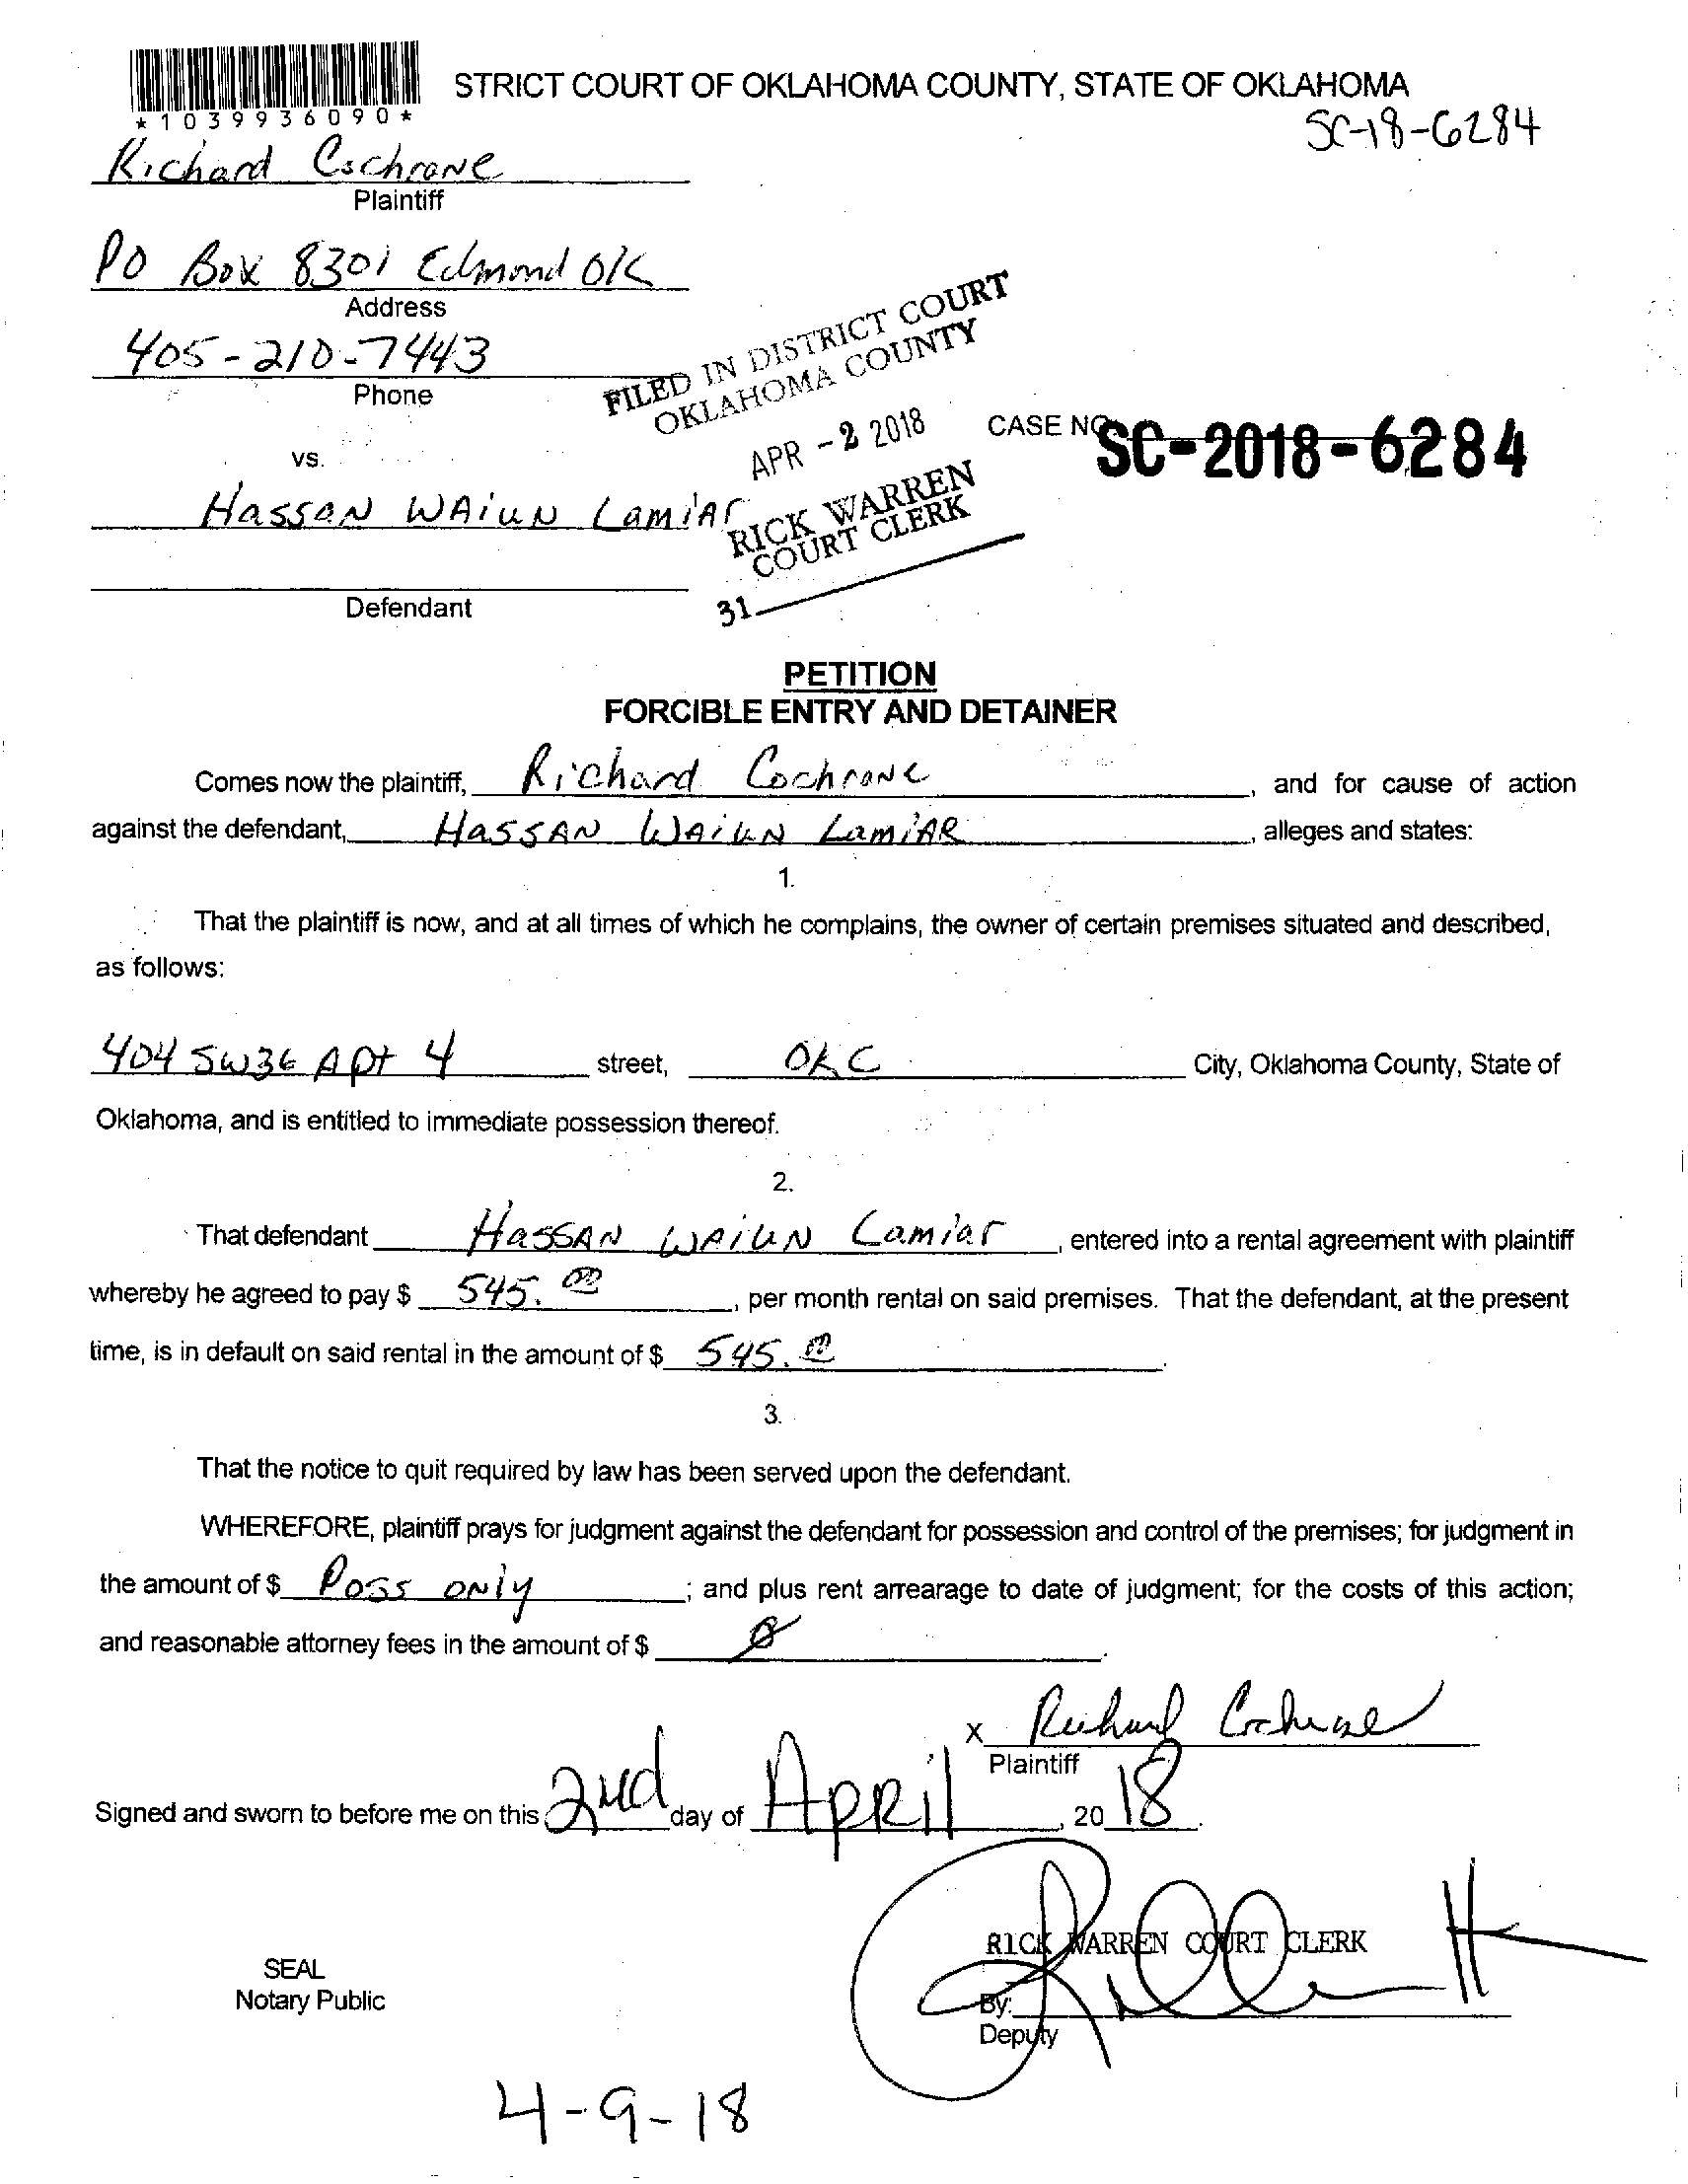 STRICT COURT OF OKLAHOMA COUNTY, STATE OF OKLAHOMA
*1039936090*
SC-18-6284
Richard Cochrane
Plaintiff
PO Box 8301 Edmond OK
Address
405-210-7443
Phone
FILED IN DISTRICT COURT
OKLAHOMA COUNTY
APR - 2 2018
RICK WARREN
COURT CLERK
31
CASE NO. SC-2018-6284
vs.
Hassan WAiuN LamiAr
Defendant
PETITION
FORCIBLE ENTRY AND DETAINER
Comes now the plaintiff, Richard Cochrane, and for cause of action
against the defendant, HASSAN WAiuN LamiAR, alleges and states:
1.
That the plaintiff is now, and at all times of which he complains, the owner of certain premises situated and described,
as follows:
404 SW36 Apt 4 street, OKC City, Oklahoma County, State of
Oklahoma, and is entitled to immediate possession thereof.
2.
That defendant HASSAN WAiuN Lamiar, entered into a rental agreement with plaintiff
whereby he agreed to pay $ 545.00, per month rental on said premises. That the defendant, at the present
time, is in default on said rental in the amount of $ 545.00.
3.
That the notice to quit required by law has been served upon the defendant.
WHEREFORE, plaintiff prays for judgment against the defendant for possession and control of the premises; for judgment in
the amount of $ Poss ONly; and plus rent arrearage to date of judgment; for the costs of this action;
and reasonable attorney fees in the amount of $ 0.
X Richard Cochrane
Plaintiff
Signed and sworn to before me on this 2nd day of April, 2018.
RICK WARREN COURT CLERK
SEAL
Notary Public
By:
Deputy
4-9-18